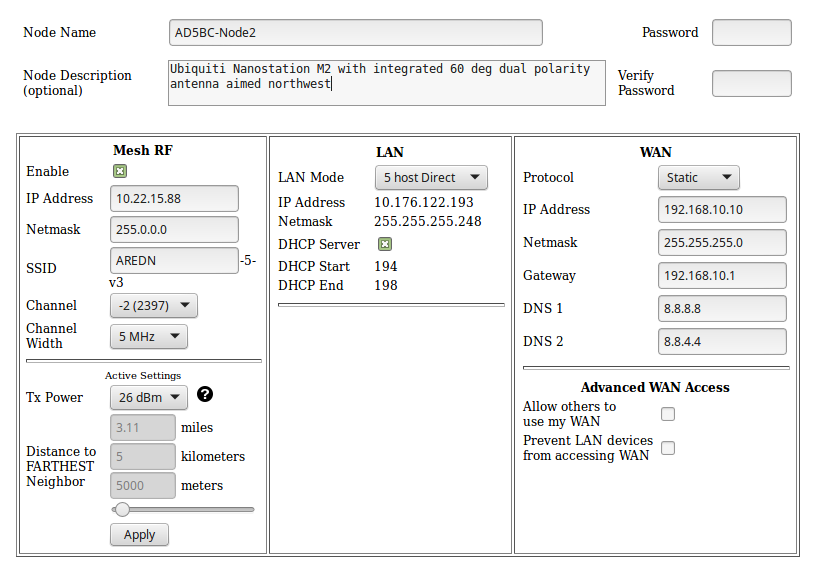 Node Name
AD5BC-Node2
Password
Node Description
(optional)
Ubiquiti Nanostation M2 with integrated 60 deg dual polarity
antenna aimed northwest
Verify
Password
Mesh RF
Enable
IP Address 10.22.15.88
Netmask 255.0.0.0
SSID AREDN -5-
v3
Channel -2 (2397)
Channel
Width
5 MHz
Active Settings
Tx Power 26 dBm ?
Distance to
FARTHEST
Neighbor
3.11 miles
5 kilometers
5000 meters
Apply
LAN
LAN Mode 5 host Direct
IP Address 10.176.122.193
Netmask 255.255.255.248
DHCP Server
DHCP Start 194
DHCP End 198
WAN
Protocol Static
IP Address 192.168.10.10
Netmask 255.255.255.0
Gateway 192.168.10.1
DNS 1 8.8.8.8
DNS 2 8.8.4.4
Advanced WAN Access
Allow others to
use my WAN
Prevent LAN devices
from accessing WAN